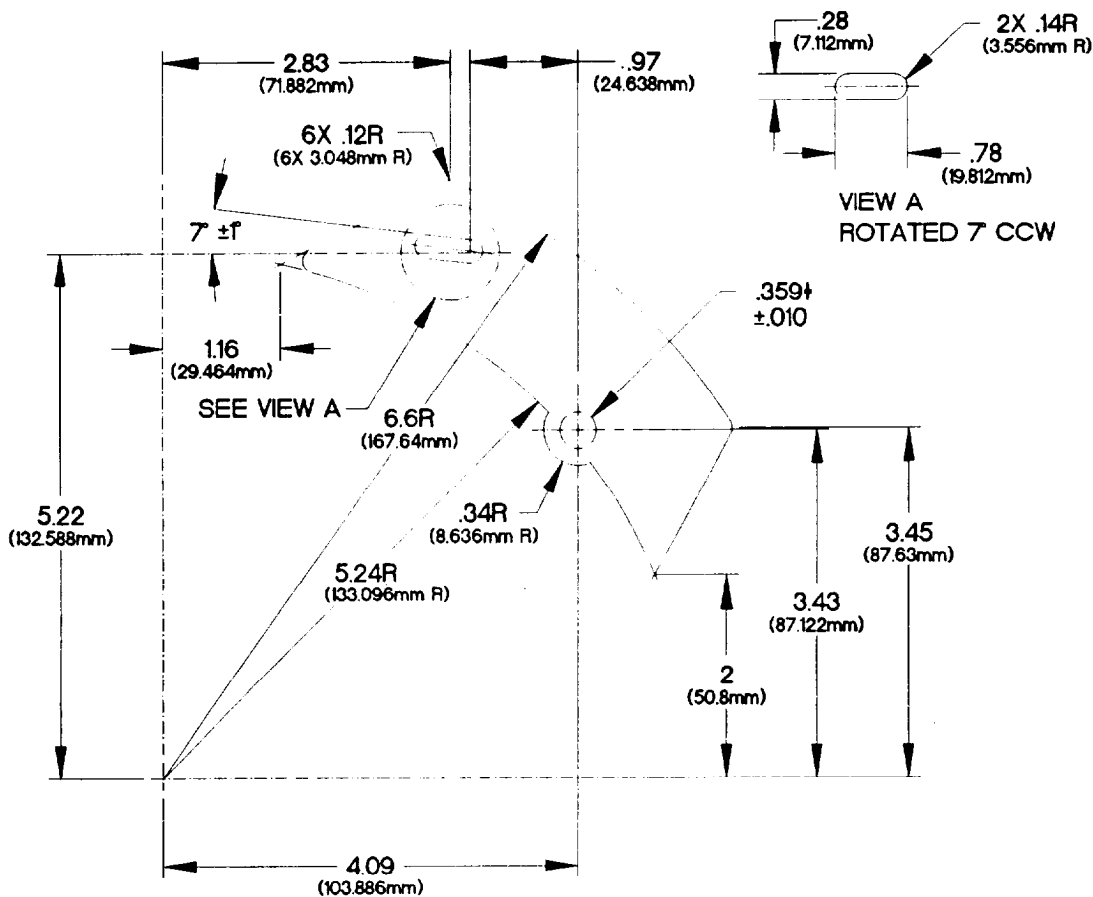 .28
(7.112mm)
2X .14R
(3.556mm R)
2.83
(71.882mm)
.97
(24.638mm)
6X .12R
(6X 3.048mm R)
.78
(19.812mm)
VIEW A
ROTATED 7° CCW
7° ±1°
.359
±.010
1.16
(29.464mm)
SEE VIEW A
6.6R
(167.64mm)
5.22
(132.588mm)
.34R
(8.636mm R)
3.45
(87.63mm)
5.24R
(133.096mm R)
3.43
(87.122mm)
2
(50.8mm)
4.09
(103.886mm)